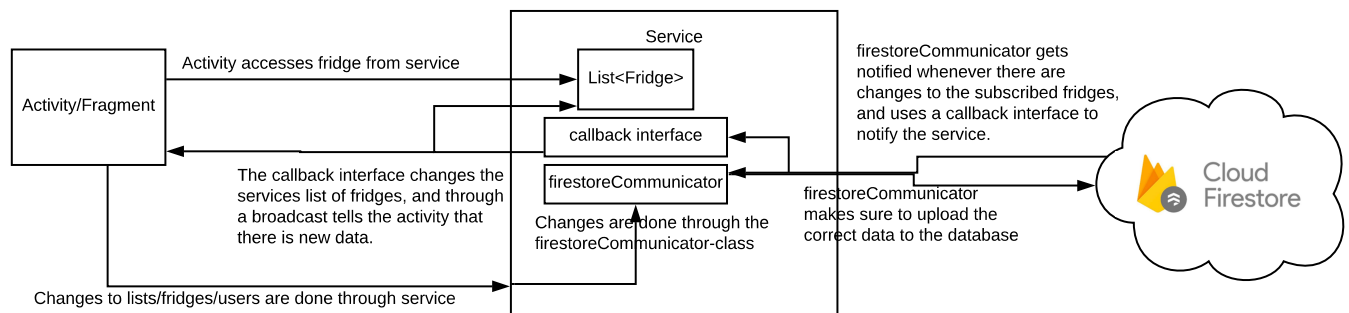 Service
firestoreCommunicator gets
notified whenever there are
changes to the subscribed fridges,
and uses a callback interface to
notify the service.
Activity accesses fridge from service
List<Fridge>
Activity/Fragment
callback interface
The callback interface changes the
services list of fridges, and through
a broadcast tells the activity that
there is new data.
firestoreCommunicator
Changes are done through the
firestoreCommunicator-class
firestoreCommunicator
makes sure to upload the
correct data to the database
Cloud
Firestore
Changes to lists/fridges/users are done through service